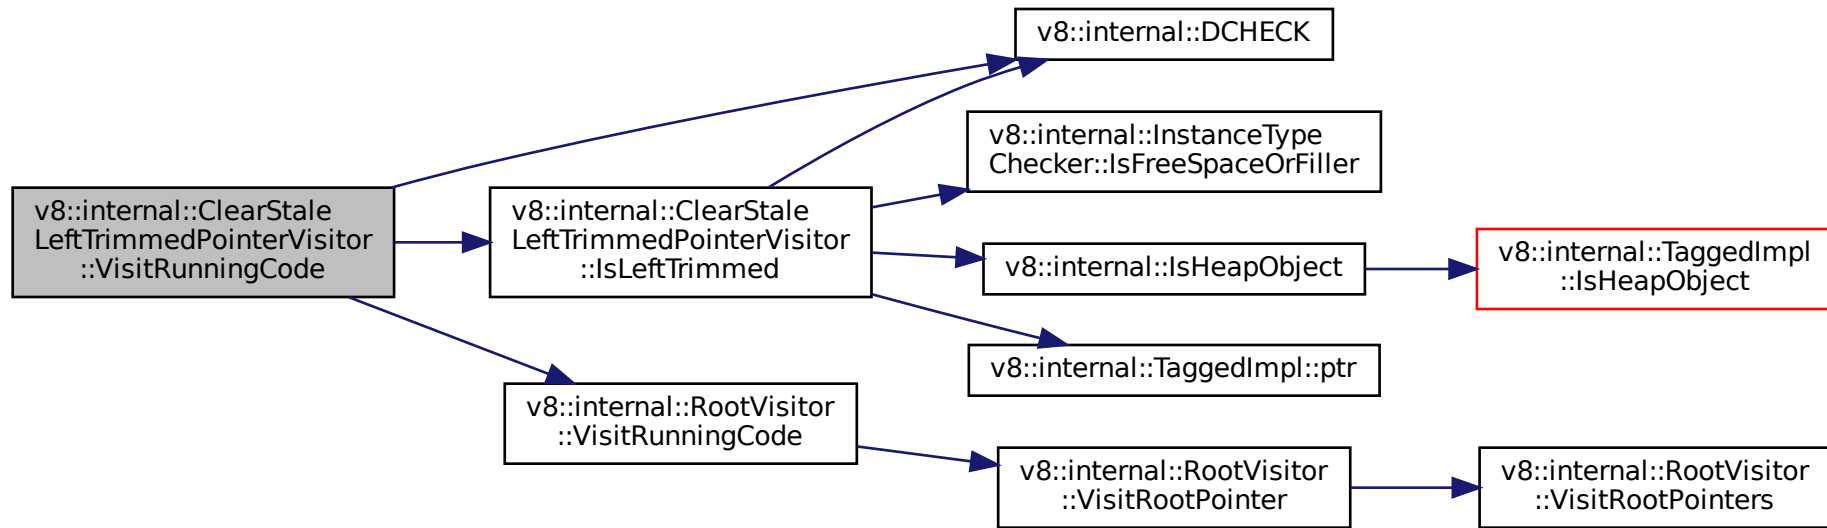 v8::internal::DCHECK
v8::internal::InstanceType
Checker::IsFreeSpaceOrFiller
v8::internal::ClearStale
LeftTrimmedPointerVisitor
::VisitRunningCode
v8::internal::ClearStale
LeftTrimmedPointerVisitor
::IsLeftTrimmed
v8::internal::IsHeapObject
v8::internal::TaggedImpl
::IsHeapObject
v8::internal::TaggedImpl::ptr
v8::internal::RootVisitor
::VisitRunningCode
v8::internal::RootVisitor
::VisitRootPointer
v8::internal::RootVisitor
::VisitRootPointers